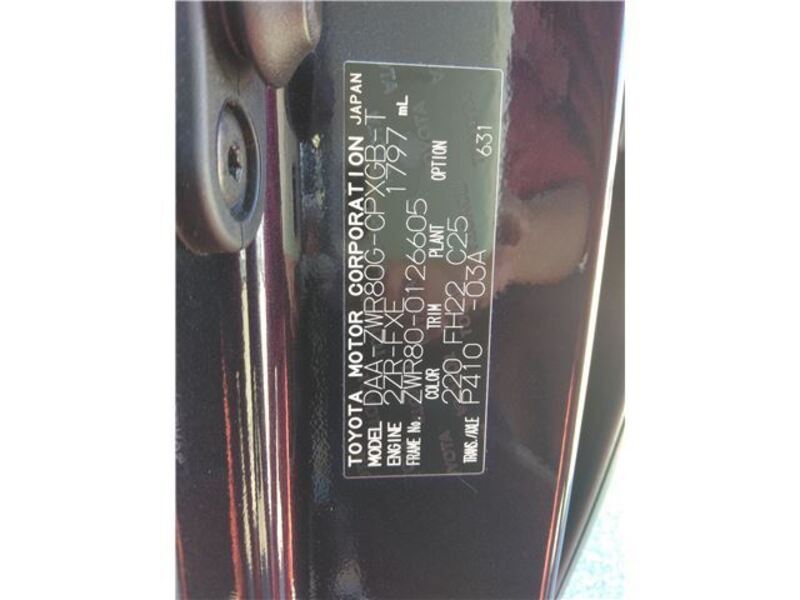 TOYOTA MOTOR CORPORATION JAPAN
MODEL DAA-ZWR80G-CPXGB-T
ENGINE 2ZR-FXE 1797 mL
FRAME No. ZWR80-0126605
COLOR TRIM PLANT OPTION
220 FH22 C25
TRANS./AXLE P410 -03A 631